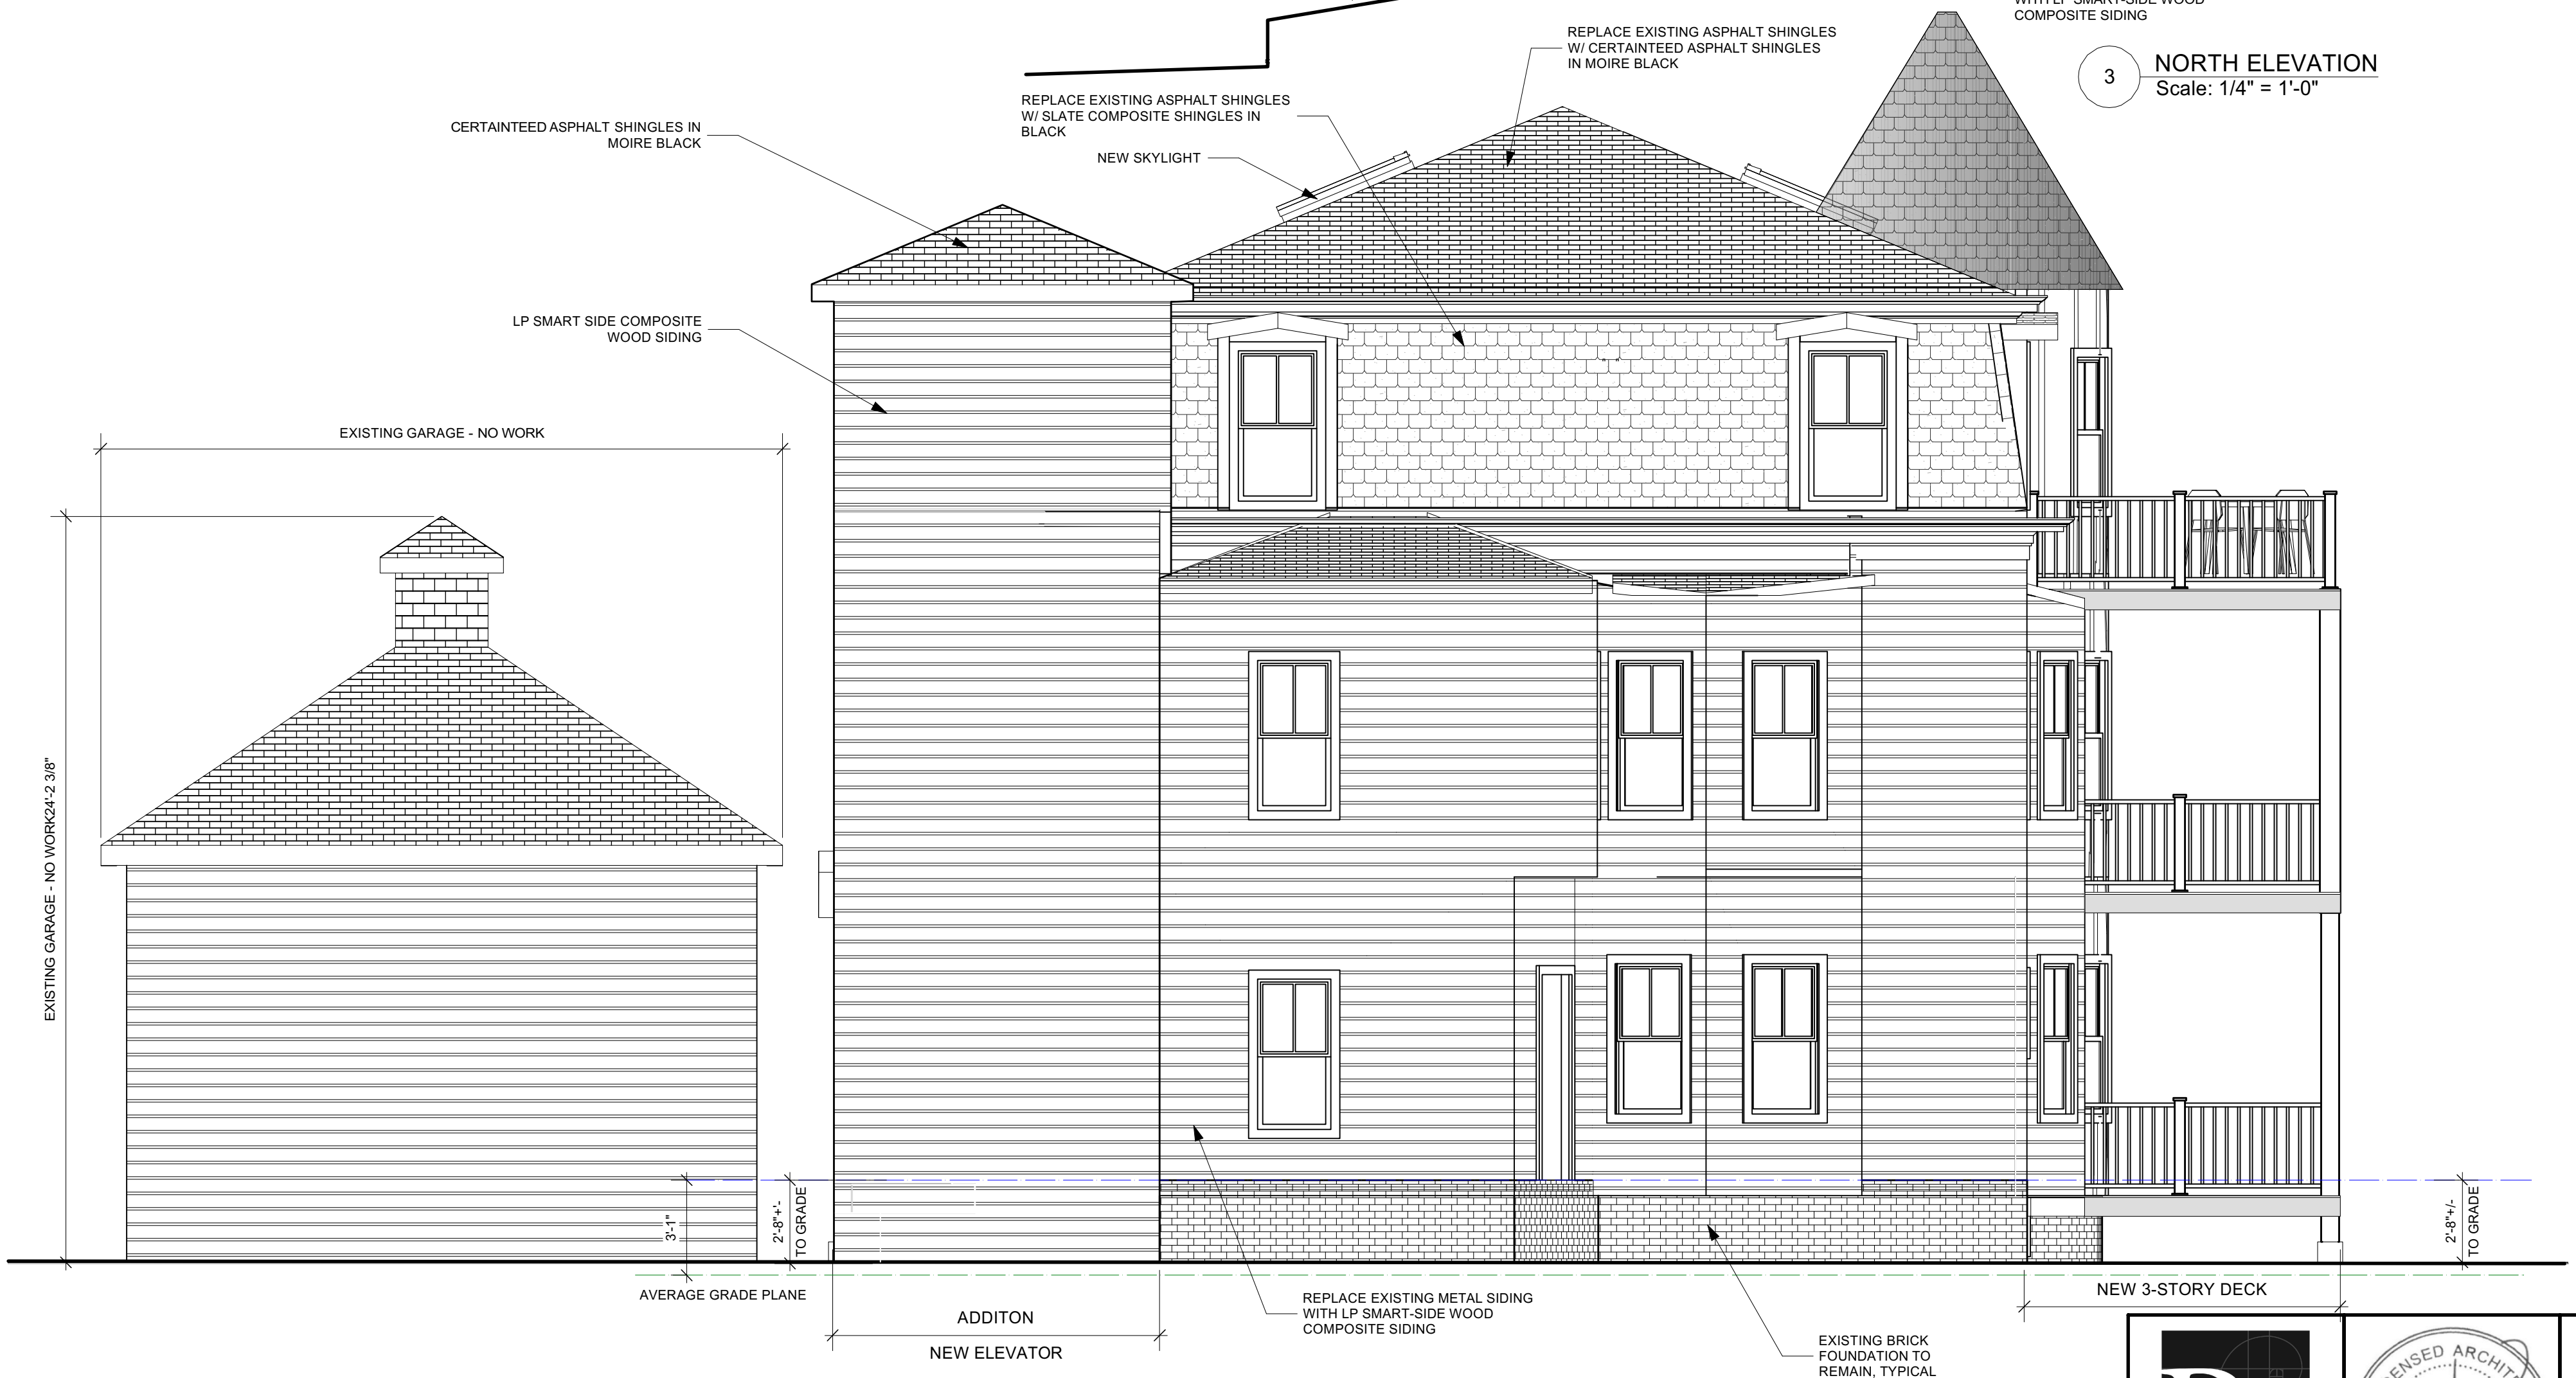 WITH LP SMART-SIDE WOOD
COMPOSITE SIDING
3
NORTH ELEVATION
Scale: 1/4" = 1'-0"
REPLACE EXISTING ASPHALT SHINGLES
W/ CERTAINTEED ASPHALT SHINGLES
IN MOIRE BLACK
REPLACE EXISTING ASPHALT SHINGLES
W/ SLATE COMPOSITE SHINGLES IN
BLACK
NEW SKYLIGHT
CERTAINTEED ASPHALT SHINGLES IN
MOIRE BLACK
LP SMART SIDE COMPOSITE
WOOD SIDING
EXISTING GARAGE - NO WORK
EXISTING GARAGE - NO WORK24'-2 3/8"
3'-1"
2'-8"+'-
TO GRADE
2'-8"+/-
TO GRADE
AVERAGE GRADE PLANE
ADDITON
NEW ELEVATOR
REPLACE EXISTING METAL SIDING
WITH LP SMART-SIDE WOOD
COMPOSITE SIDING
EXISTING BRICK
FOUNDATION TO
REMAIN, TYPICAL
NEW 3-STORY DECK